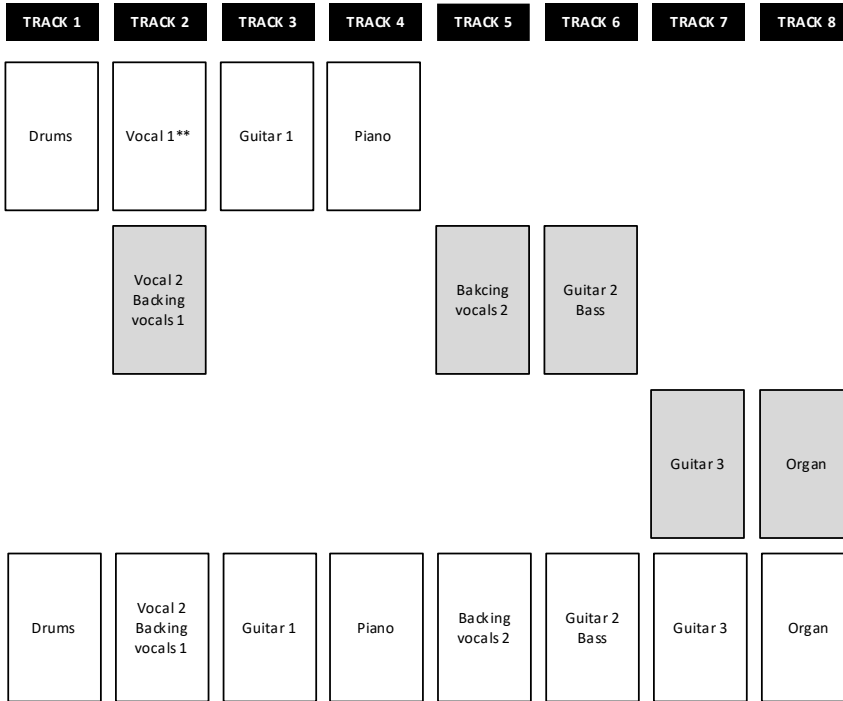 TRACK 1 TRACK 2 TRACK 3 TRACK 4 TRACK 5 TRACK 6 TRACK 7 TRACK 8
Drums
Vocal 1**
Guitar 1
Piano
Vocal 2
Backing
vocals 1
Bakcing
vocals 2
Guitar 2
Bass
Guitar 3
Organ
Drums
Vocal 2
Backing
vocals 1
Guitar 1
Piano
Backing
vocals 2
Guitar 2
Bass
Guitar 3
Organ